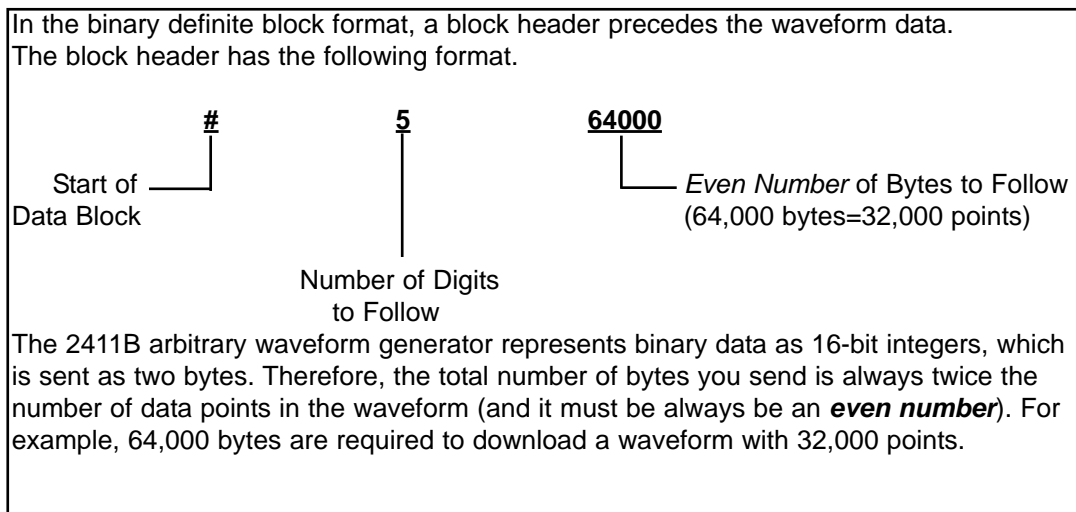 In the binary definite block format, a block header precedes the waveform data.
The block header has the following format.
# 5 64000
Start of
Data Block
Even Number of Bytes to Follow
(64,000 bytes=32,000 points)
Number of Digits
to Follow
The 2411B arbitrary waveform generator represents binary data as 16-bit integers, which
is sent as two bytes. Therefore, the total number of bytes you send is always twice the
number of data points in the waveform (and it must be always be an even number). For
example, 64,000 bytes are required to download a waveform with 32,000 points.